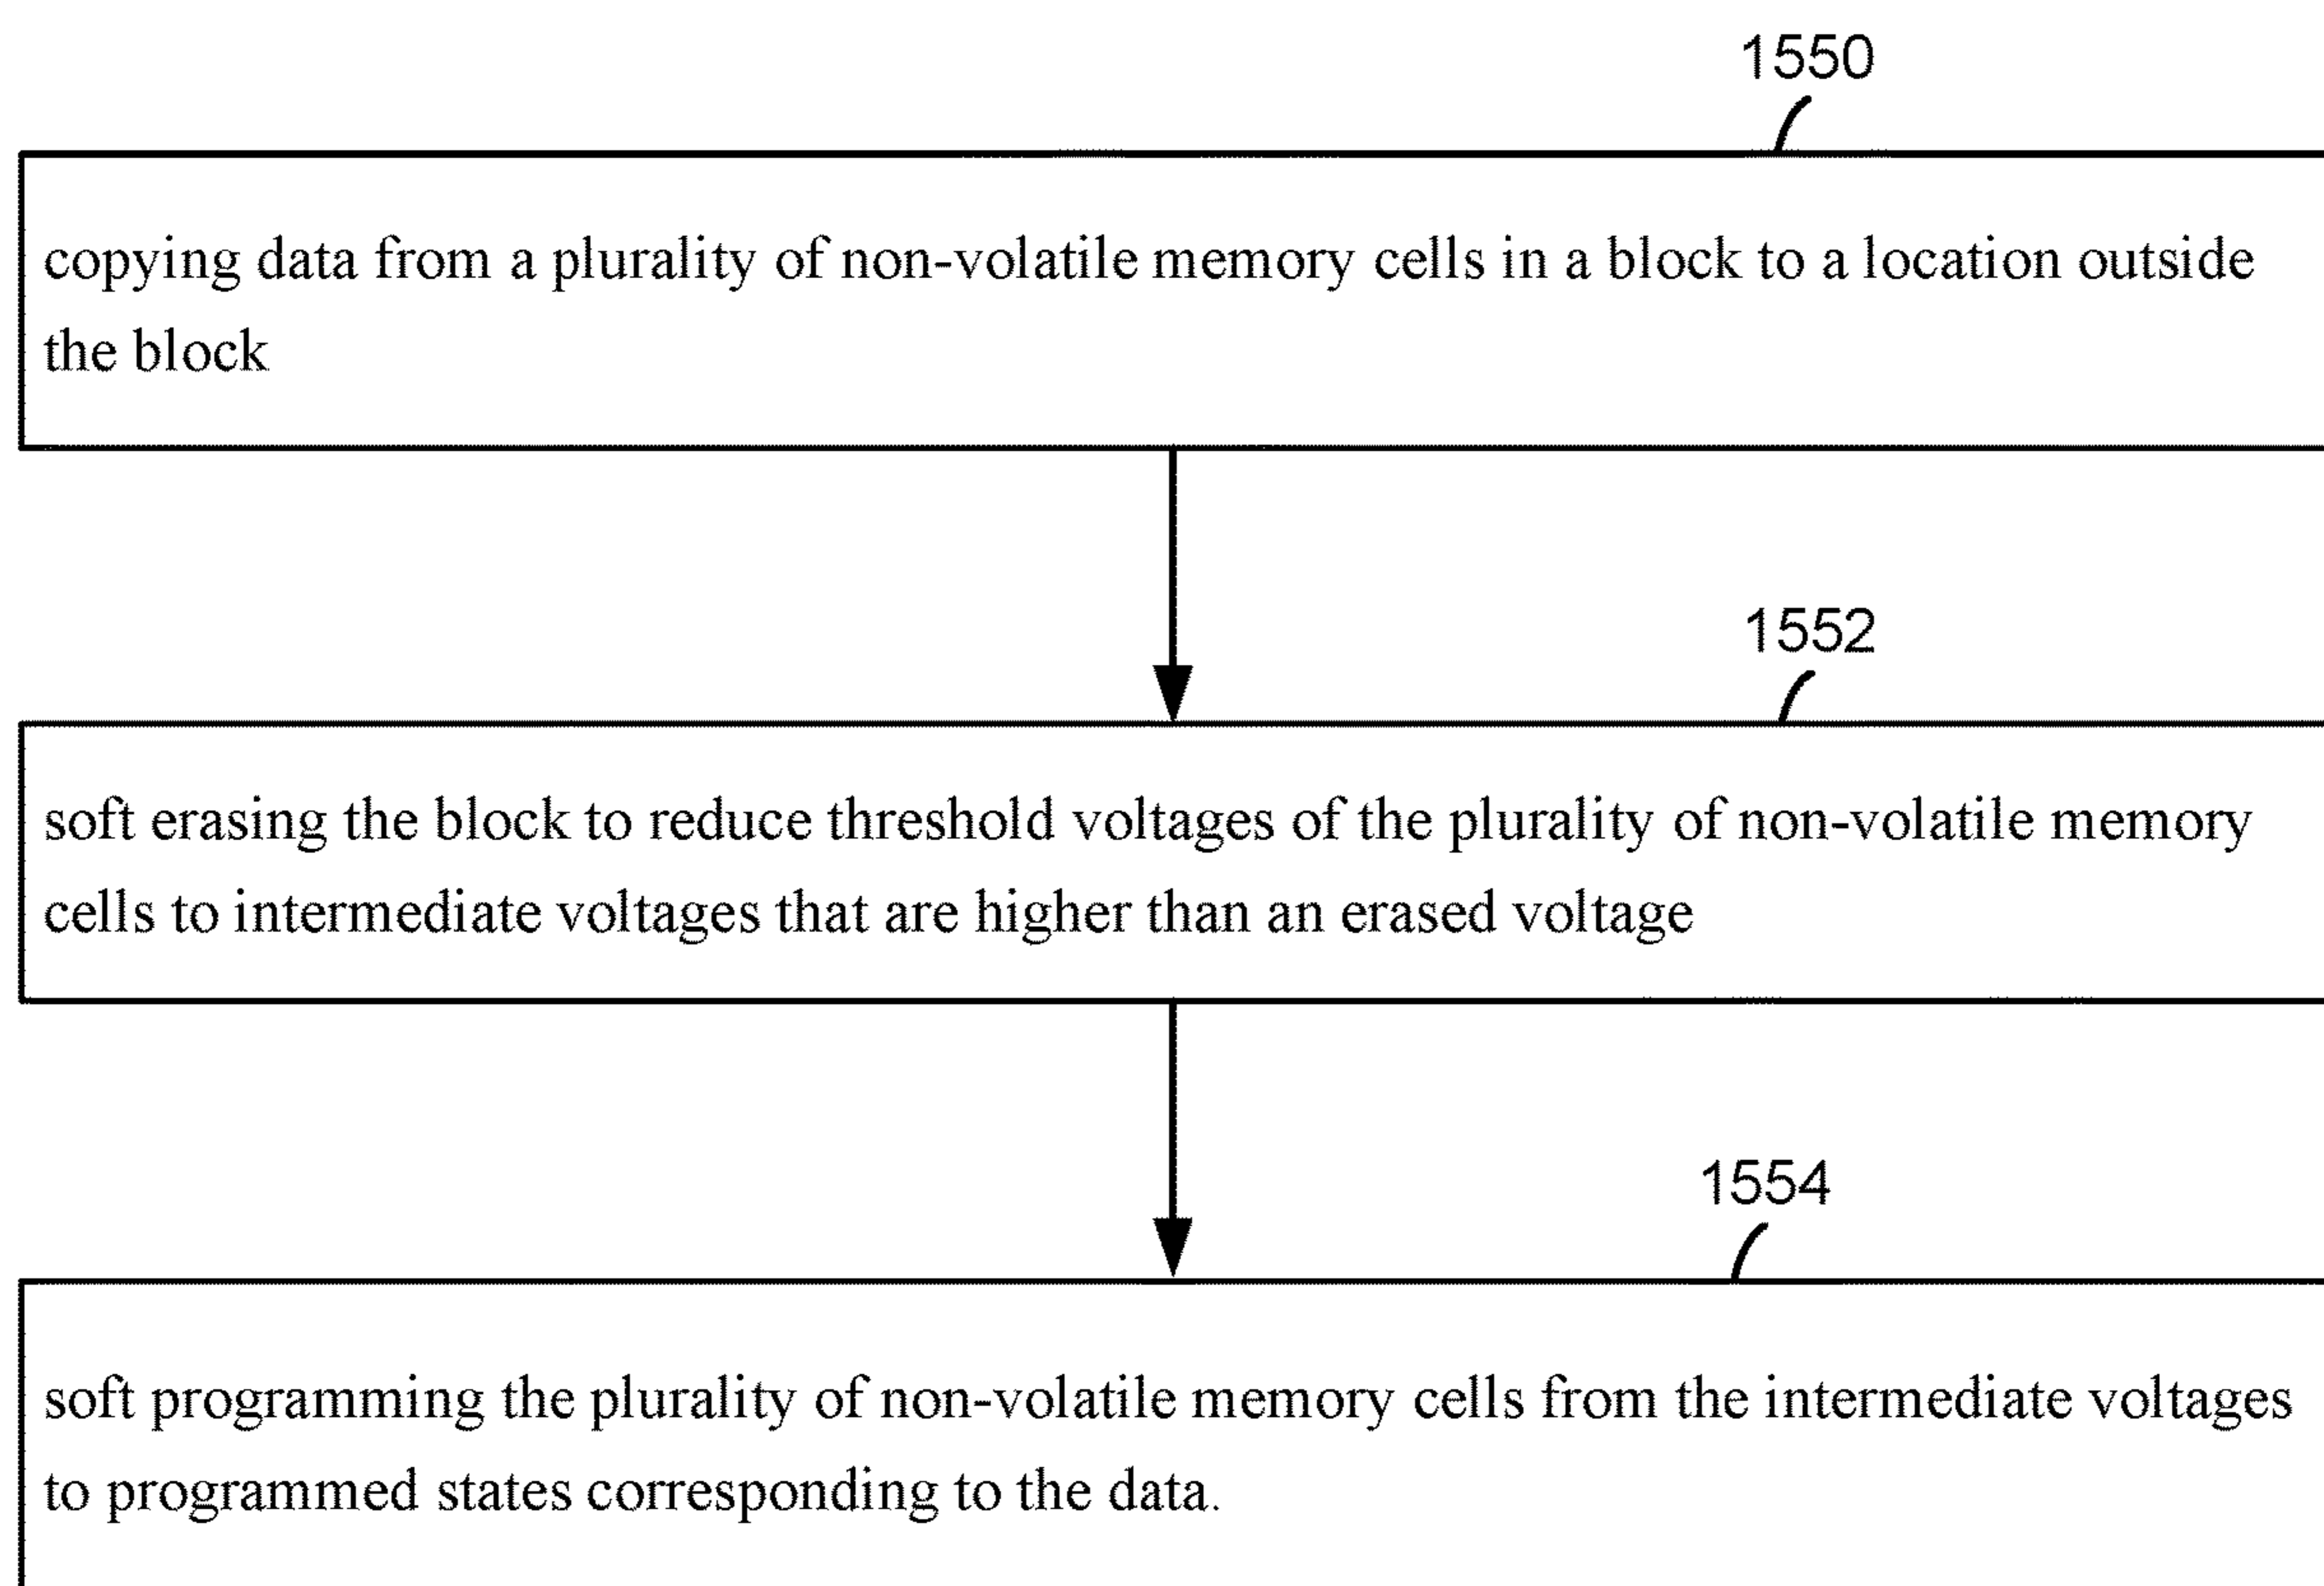 1550
copying data from a plurality of non-volatile memory cells in a block to a location outside
the block
1552
soft erasing the block to reduce threshold voltages of the plurality of non-volatile memory
cells to intermediate voltages that are higher than an erased voltage
1554
soft programming the plurality of non-volatile memory cells from the intermediate voltages
to programmed states corresponding to the data.